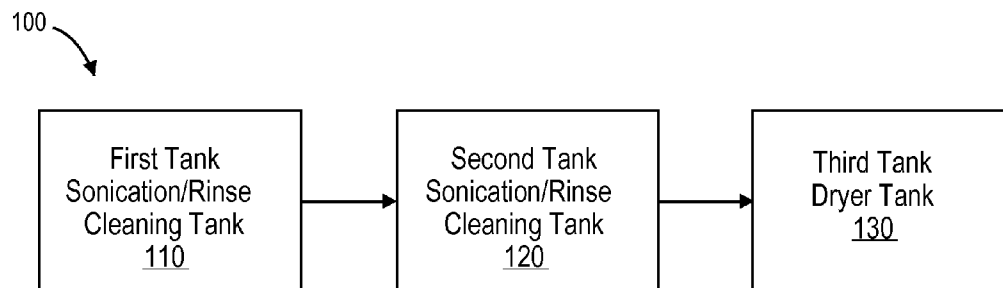 100
First Tank
Sonication/Rinse
Cleaning Tank
110
Second Tank
Sonication/Rinse
Cleaning Tank
120
Third Tank
Dryer Tank
130